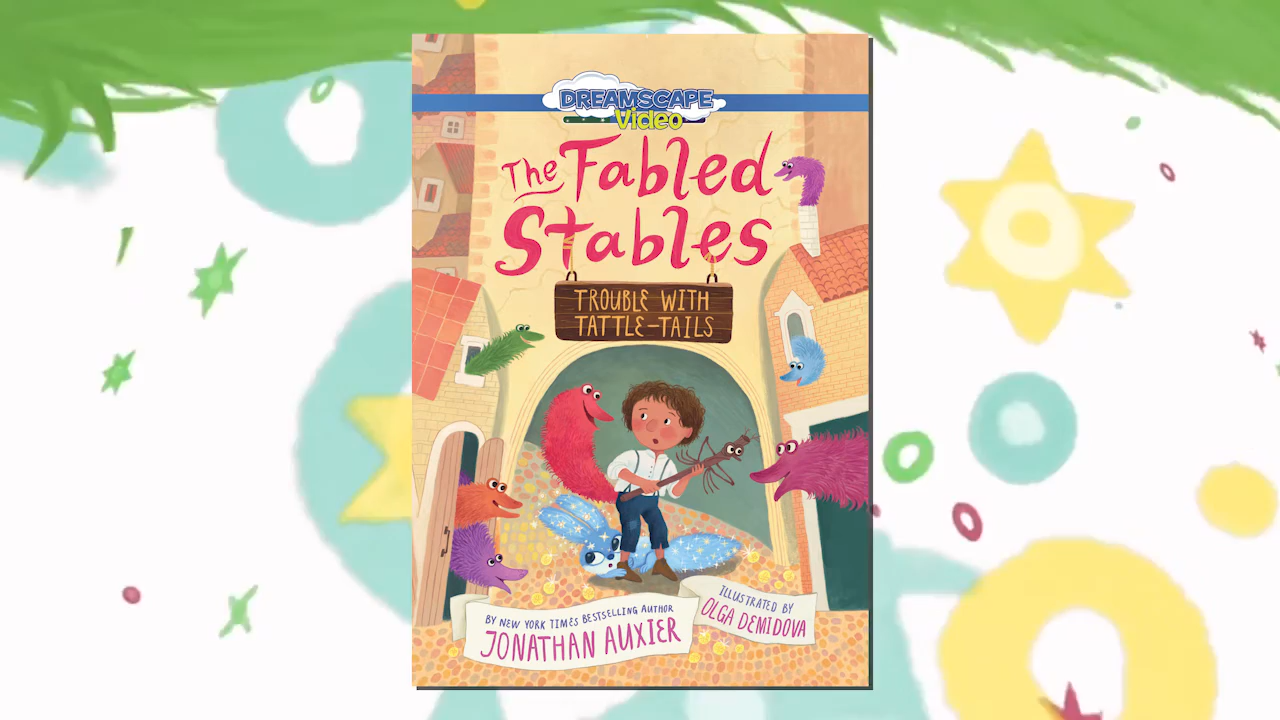 DREAMSCAPE
Video
The Fabled
Stables
TROUBLE WITH
TATTLE-TAILS
BY NEW YORK TIMES BESTSELLING AUTHOR
JONATHAN AUXIER
ILLUSTRATED BY
OLGA DEMIDOVA